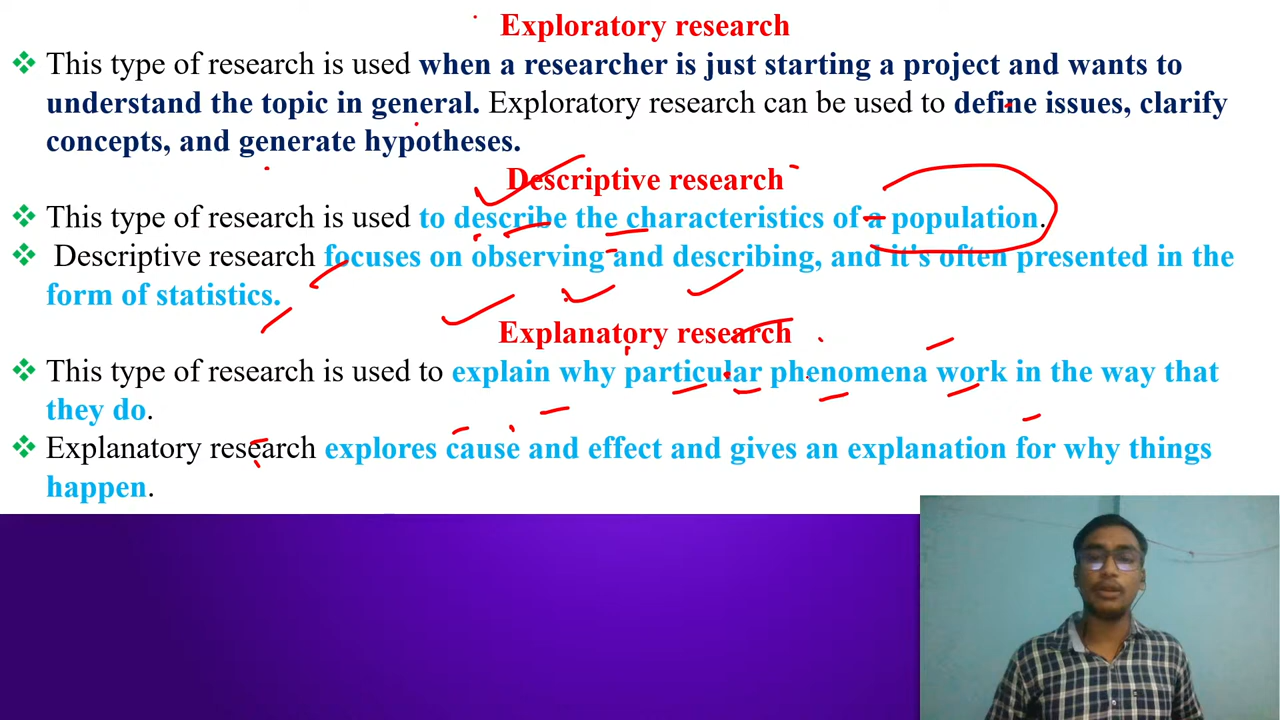 Exploratory research
❖ This type of research is used when a researcher is just starting a project and wants to
understand the topic in general. Exploratory research can be used to define issues, clarify
concepts, and generate hypotheses.
Descriptive research
❖ This type of research is used to describe the characteristics of a population.
❖ Descriptive research focuses on observing and describing, and it's often presented in the
form of statistics.
Explanatory research
❖ This type of research is used to explain why particular phenomena work in the way that
they do.
❖ Explanatory research explores cause and effect and gives an explanation for why things
happen.